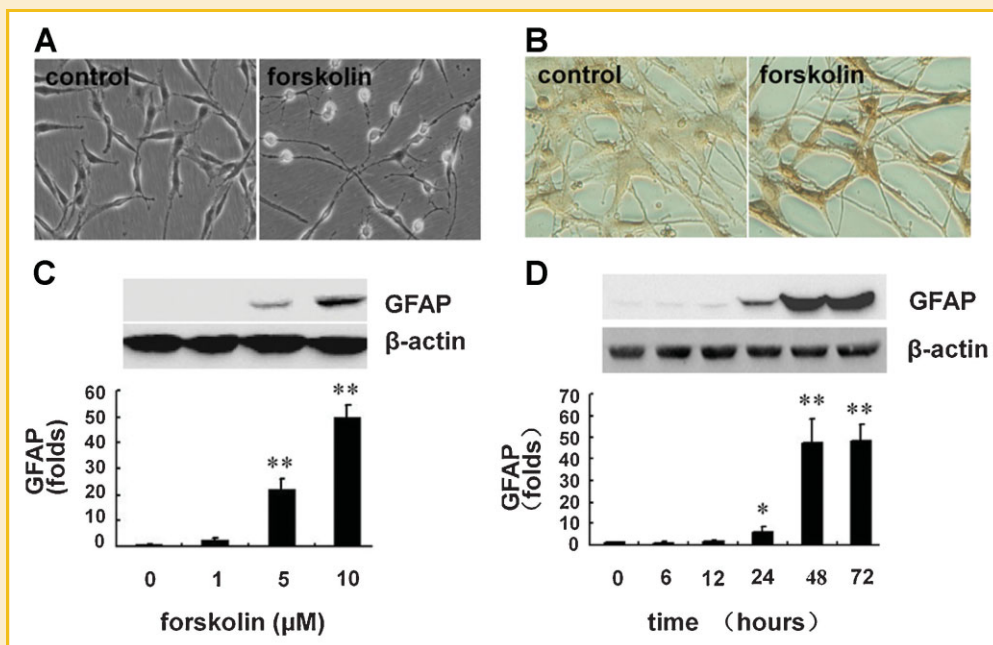 A
control forskolin
B
control forskolin
C
GFAP
β-actin
GFAP
(folds)
60
50
40
30
20
10
0
** **
0 1 5 10
forskolin (μM)
D
GFAP
β-actin
GFAP
（folds）
70
60
50
40
30
20
10
0
* ** **
0 6 12 24 48 72
time （hours）